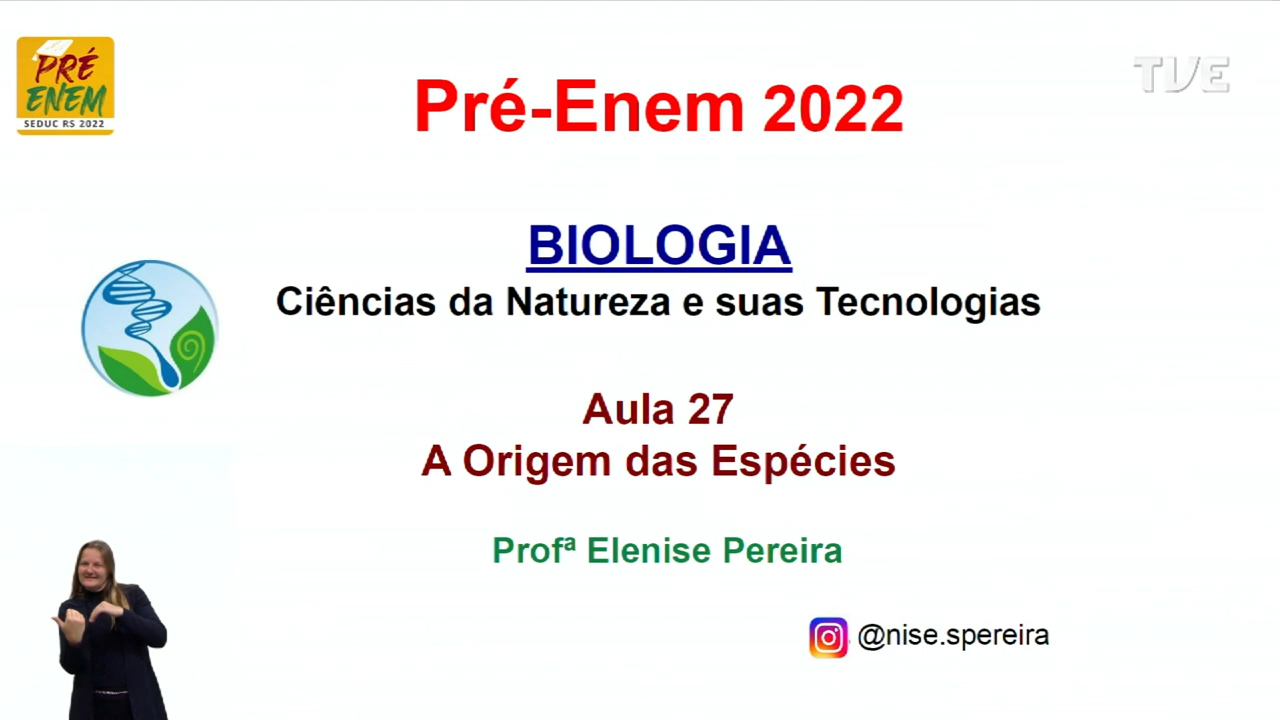 PRÉ
ENEM
SEDUC RS 2022
TVE
Pré-Enem 2022
BIOLOGIA
Ciências da Natureza e suas Tecnologias
Aula 27
A Origem das Espécies
Profª Elenise Pereira
@nise.spereira